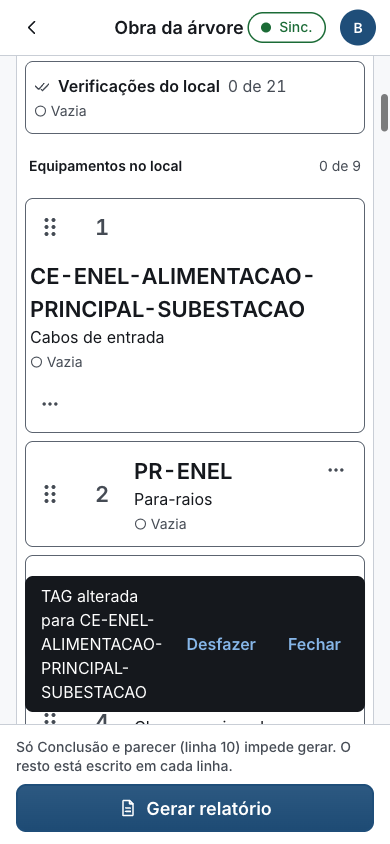 Obra da árvore
Sinc.
B
Verificações do local 0 de 21
Vazia
Equipamentos no local 0 de 9
1
CE-ENEL-ALIMENTACAO-
PRINCIPAL-SUBESTACAO
Cabos de entrada
Vazia
...
2
PR-ENEL
...
Para-raios
Vazia
TAG alterada
para CE-ENEL-
ALIMENTACAO-
PRINCIPAL-
SUBESTACAO
Desfazer
Fechar
4
Só Conclusão e parecer (linha 10) impede gerar. O
resto está escrito em cada linha.
Gerar relatório